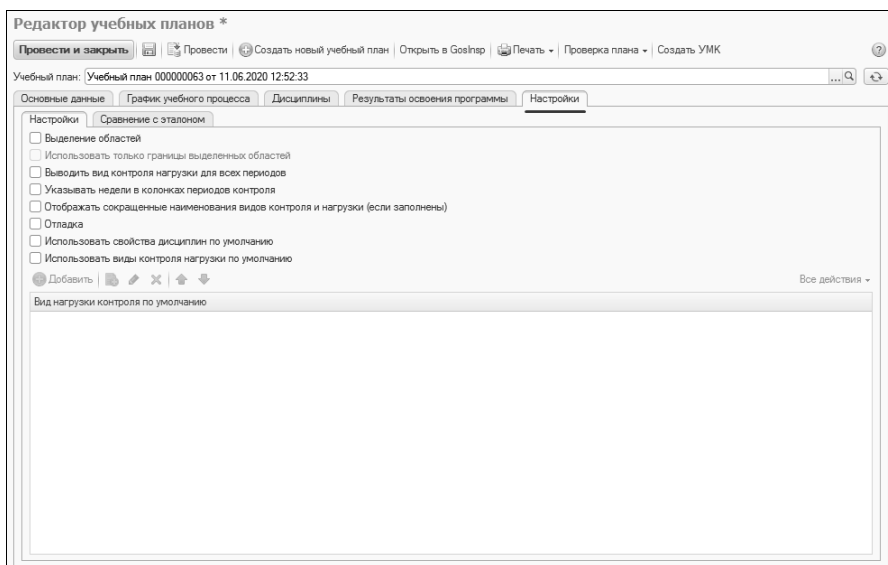 Редактор учебных планов *
Провести и закрыть Провести Создать новый учебный план Открыть в GosInsp Печать Проверка плана Создать УМК ?
Учебный план: Учебный план 000000063 от 11.06.2020 12:52:33 ...
Основные данные График учебного процесса Дисциплины Результаты освоения программы Настройки
Настройки Сравнение с эталоном
Выделение областей
Использовать только границы выделенных областей
Выводить вид контроля нагрузки для всех периодов
Указывать недели в колонках периодов контроля
Отображать сокращенные наименования видов контроля и нагрузки (если заполнены)
Отладка
Использовать свойства дисциплин по умолчанию
Использовать виды контроля нагрузки по умолчанию
Добавить Все действия
Вид нагрузки контроля по умолчанию